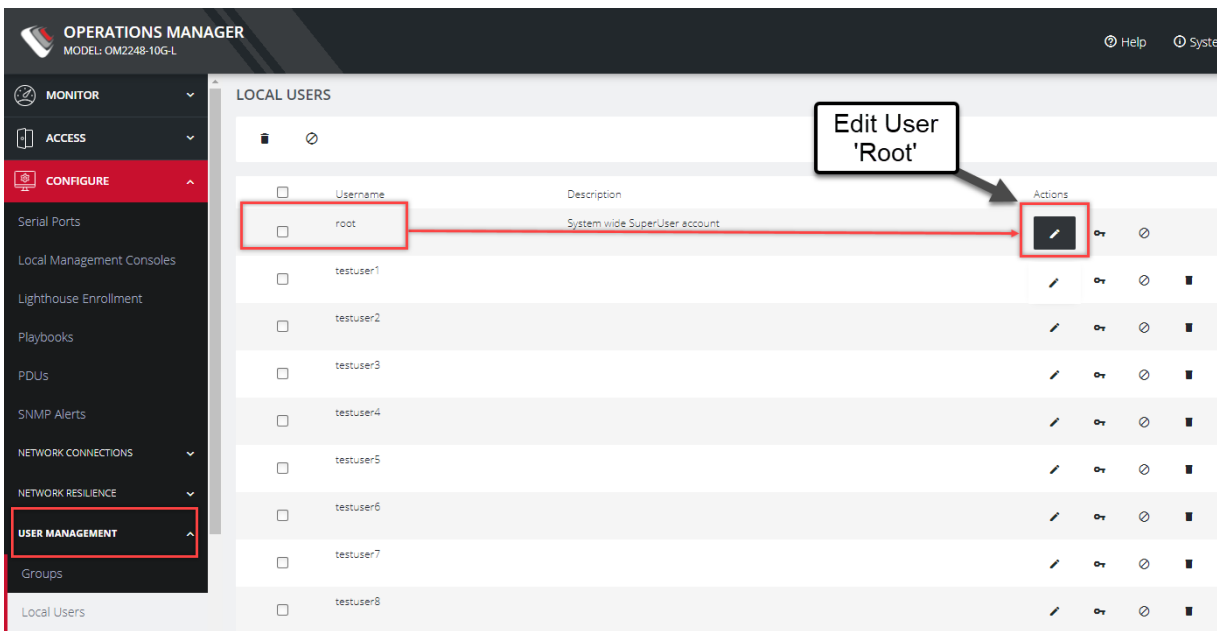 OPERATIONS MANAGER
MODEL: OM2248-10G-L
Help
MONITOR
ACCESS
CONFIGURE
Serial Ports
Local Management Consoles
Lighthouse Enrollment
Playbooks
PDUs
SNMP Alerts
NETWORK CONNECTIONS
NETWORK RESILIENCE
USER MANAGEMENT
Groups
Local Users
LOCAL USERS
Edit User
'Root'
Username Description Actions
root System wide SuperUser account
testuser1
testuser2
testuser3
testuser4
testuser5
testuser6
testuser7
testuser8